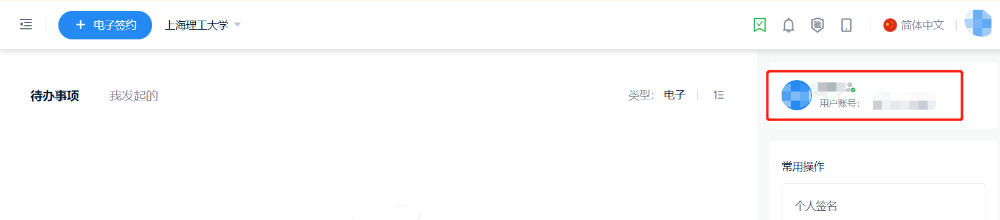 + 电子签约 上海理工大学 验 简体中文
待办事项 我发起的 类型： 电子
用户账号：
常用操作
个人签名